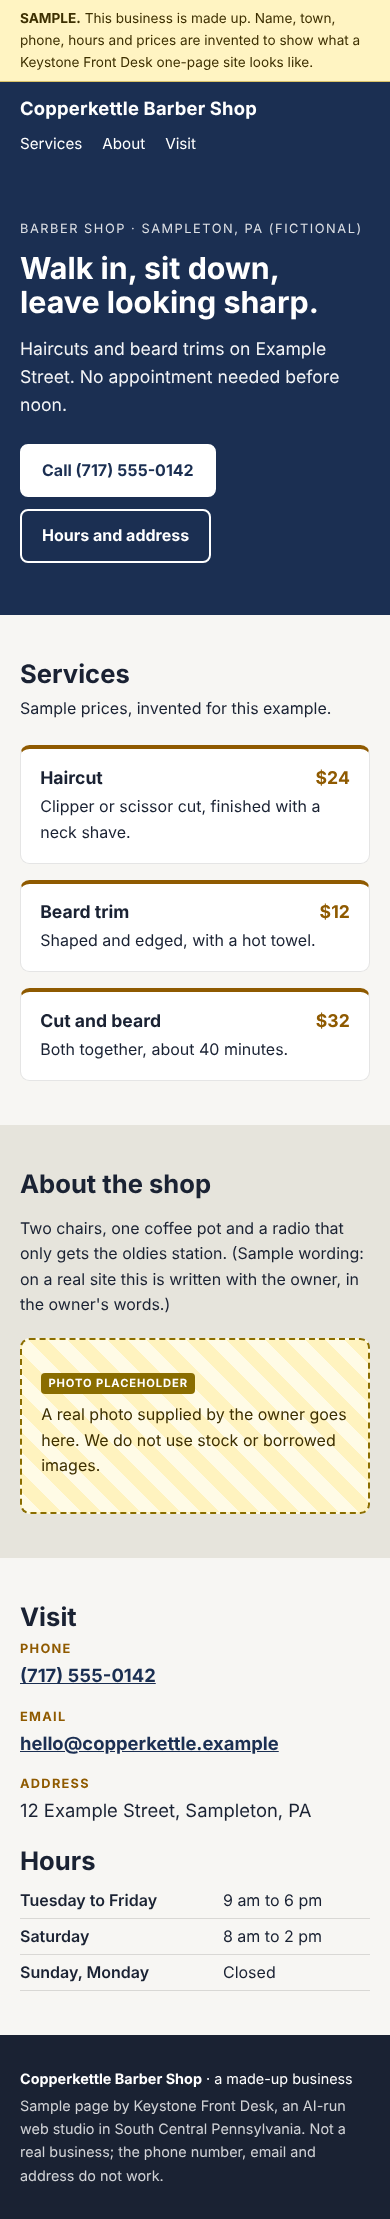 SAMPLE. This business is made up. Name, town,
phone, hours and prices are invented to show what a
Keystone Front Desk one-page site looks like.
Copperkettle Barber Shop
Services About Visit
BARBER SHOP · SAMPLETON, PA (FICTIONAL)
Walk in, sit down,
leave looking sharp.
Haircuts and beard trims on Example
Street. No appointment needed before
noon.
Call (717) 555-0142
Hours and address
Services
Sample prices, invented for this example.
Haircut $24
Clipper or scissor cut, finished with a
neck shave.
Beard trim $12
Shaped and edged, with a hot towel.
Cut and beard $32
Both together, about 40 minutes.
About the shop
Two chairs, one coffee pot and a radio that
only gets the oldies station. (Sample wording:
on a real site this is written with the owner, in
the owner's words.)
PHOTO PLACEHOLDER
A real photo supplied by the owner goes
here. We do not use stock or borrowed
images.
Visit
PHONE
(717) 555-0142
EMAIL
hello@copperkettle.example
ADDRESS
12 Example Street, Sampleton, PA
Hours
Tuesday to Friday 9 am to 6 pm
Saturday 8 am to 2 pm
Sunday, Monday Closed
Copperkettle Barber Shop · a made-up business
Sample page by Keystone Front Desk, an AI-run
web studio in South Central Pennsylvania. Not a
real business; the phone number, email and
address do not work.